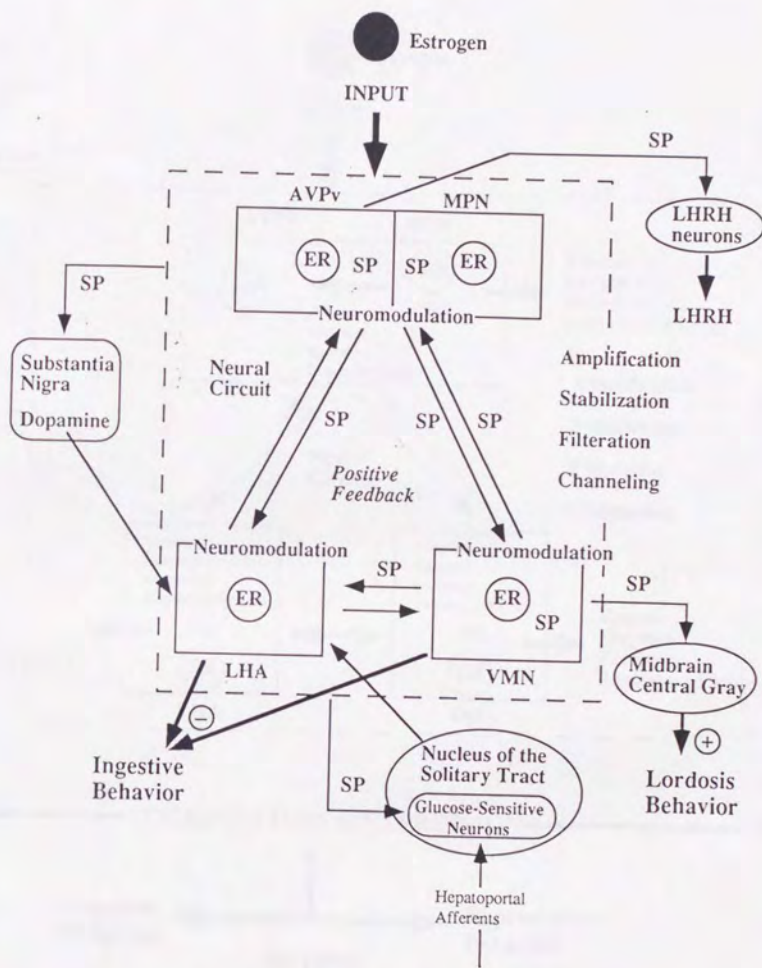 Estrogen
INPUT
SP
AVPv
MPN
LHRH
neurons
ER
SP
SP
ER
SP
LHRH
Neuromodulation
Substantia
Nigra
Dopamine
Neural
Circuit
Amplification
SP
SP
SP
Stabilization
Filteration
Positive
Feedback
Channeling
Neuromodulation
Neuromodulation
SP
SP
ER
ER
SP
LHA
VMN
Midbrain
Central Gray
−
+
Ingestive
Behavior
SP
Nucleus of the
Solitary Tract
Lordosis
Behavior
Glucose-Sensitive
Neurons
Hepatoportal
Afferents